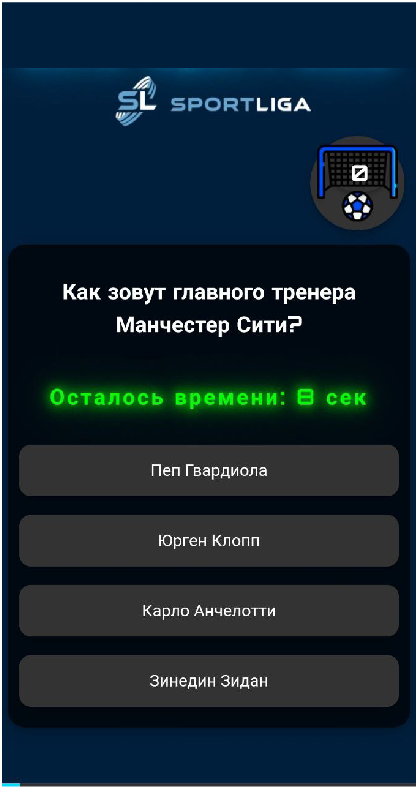 SL SPORTLIGA
0
Как зовут главного тренера
Манчестер Сити?
Осталось времени: 8 сек
Пеп Гвардиола
Юрген Клопп
Карло Анчелотти
Зинедин Зидан